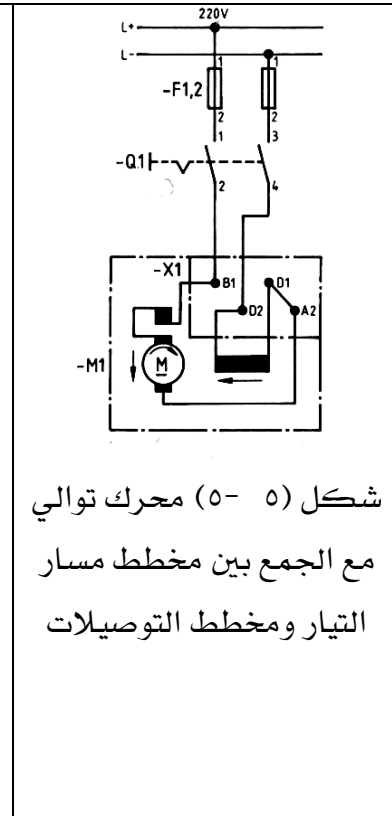 220V
L+
L-
1 1
-F1,2
2 2
1 3
-Q1
2 4
-X1
B1 D1
D2 A2
-M1
M
شكل (٥ -٥) محرك توالي
مع الجمع بين مخطط مسار
التيار ومخطط التوصيلات